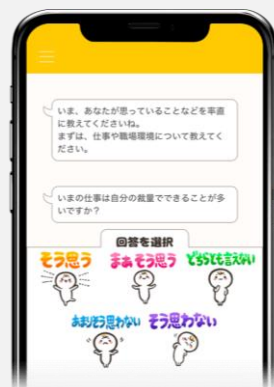 いま、あなたが思っていることなどを率直
に教えてくださいね。
まずは、仕事や職場環境について教えてく
ださい。
いまの仕事は自分の裁量でできることが多
いですか？
回答を選択
そう思う
まぁそう思う
どちらとも言えない
あまりそう思わない
そう思わない